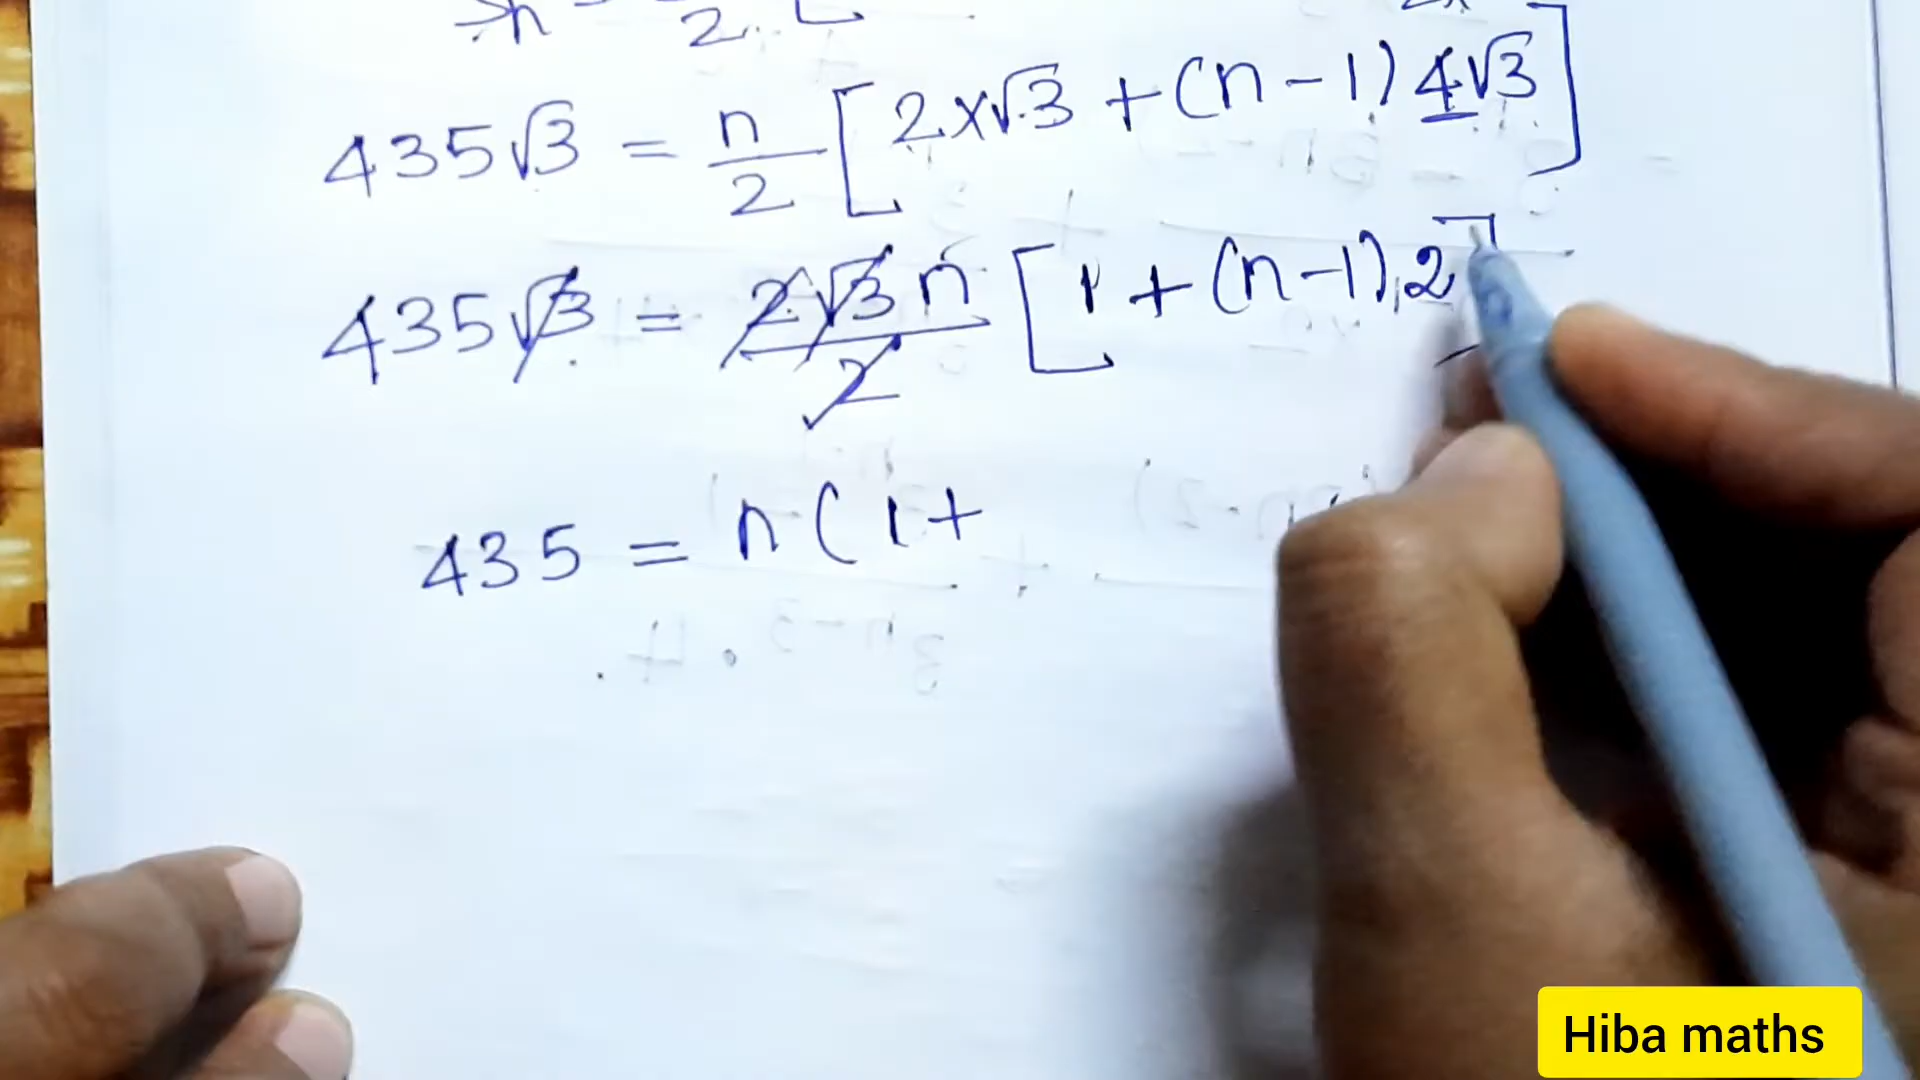 435√3 = n/2 [2×√3 + (n-1) 4√3]
435√3 = 2√3 n/2 [1 + (n-1) 2]
435 = n ( 1 +
Hiba maths